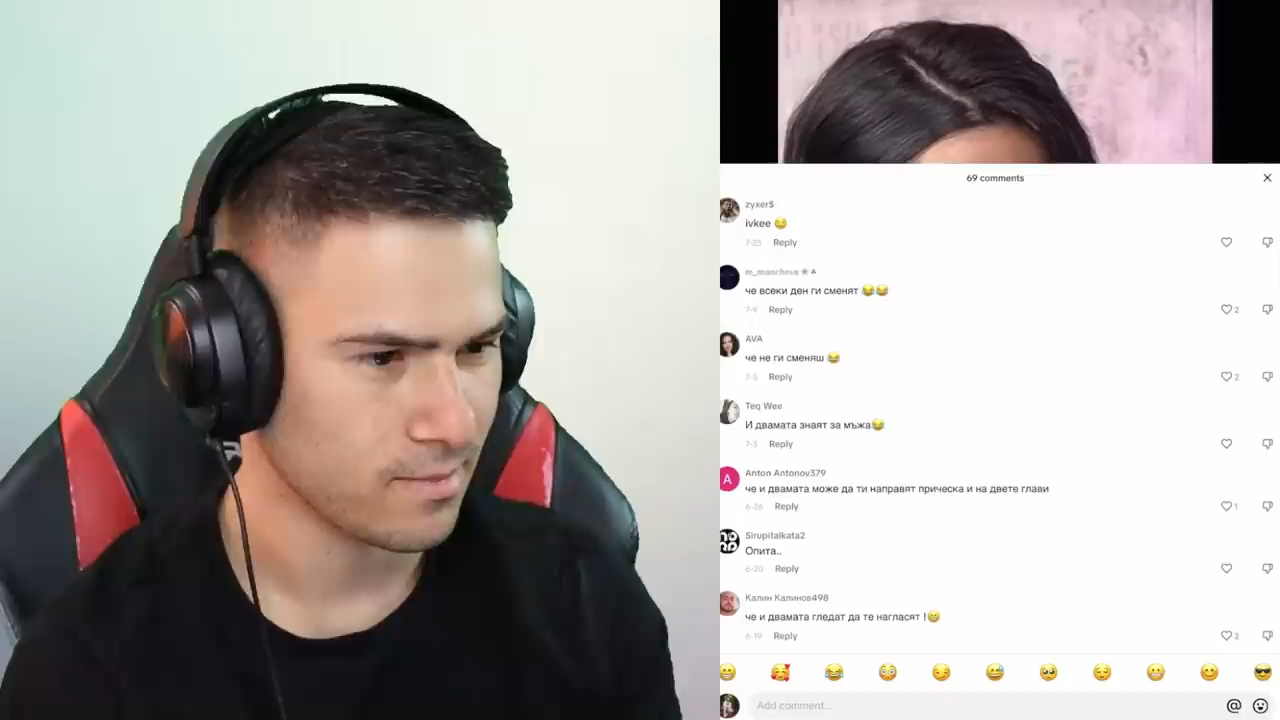 69 comments
zyxer$
ivkee 😂
7-25 Reply
m_mancheva
че всеки ден ги сменят 😂😂
7-9 Reply 2
AVA
че не ги сменяш 😂
7-5 Reply 2
Teq Wee
И двамата знаят за мъжа😂
7-3 Reply
Anton Antonov379
A
че и двамата може да ти направят прическа и на двете глави
6-26 Reply 1
Sirupitalkata2
Опита..
6-20 Reply
Калин Калинов498
че и двамата гледат да те нагласят !😁
6-19 Reply 2
Add comment...
@